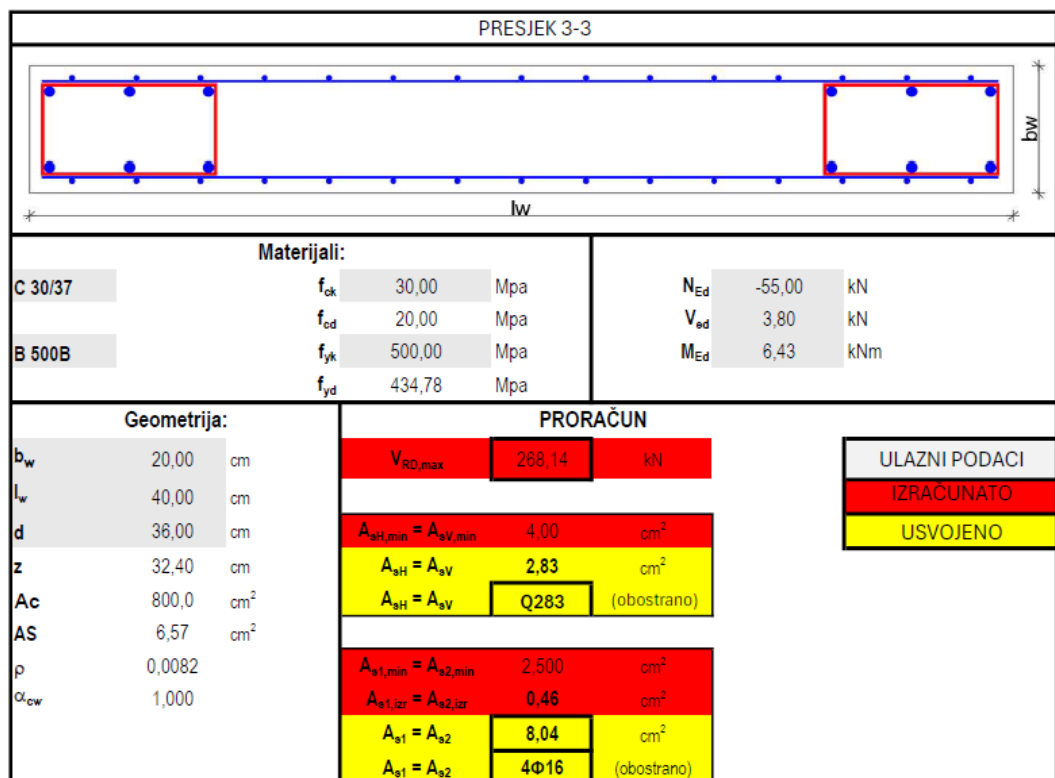 PRESJEK 3-3
bw
lw
Materijali:
C 30/37 fck 30,00 Mpa NEd -55,00 kN
fcd 20,00 Mpa Ved 3,80 kN
B 500B fyk 500,00 Mpa MEd 6,43 kNm
fyd 434,78 Mpa
Geometrija:
bw 20,00 cm
lw 40,00 cm
d 36,00 cm
z 32,40 cm
Ac 800,0 cm²
AS 6,57 cm²
ρ 0,0082
αcw 1,000
PRORAČUN
VRD,max 268,14 kN
AsH,min = AsV,min 4,00 cm²
AsH = AsV 2,83 cm²
AsH = AsV Q283 (obostrano)
As1,min = As2,min 2,500 cm²
As1,izr = As2,izr 0,46 cm²
As1 = As2 8,04 cm²
As1 = As2 4Φ16 (obostrano)
ULAZNI PODACI
IZRAČUNATO
USVOJENO